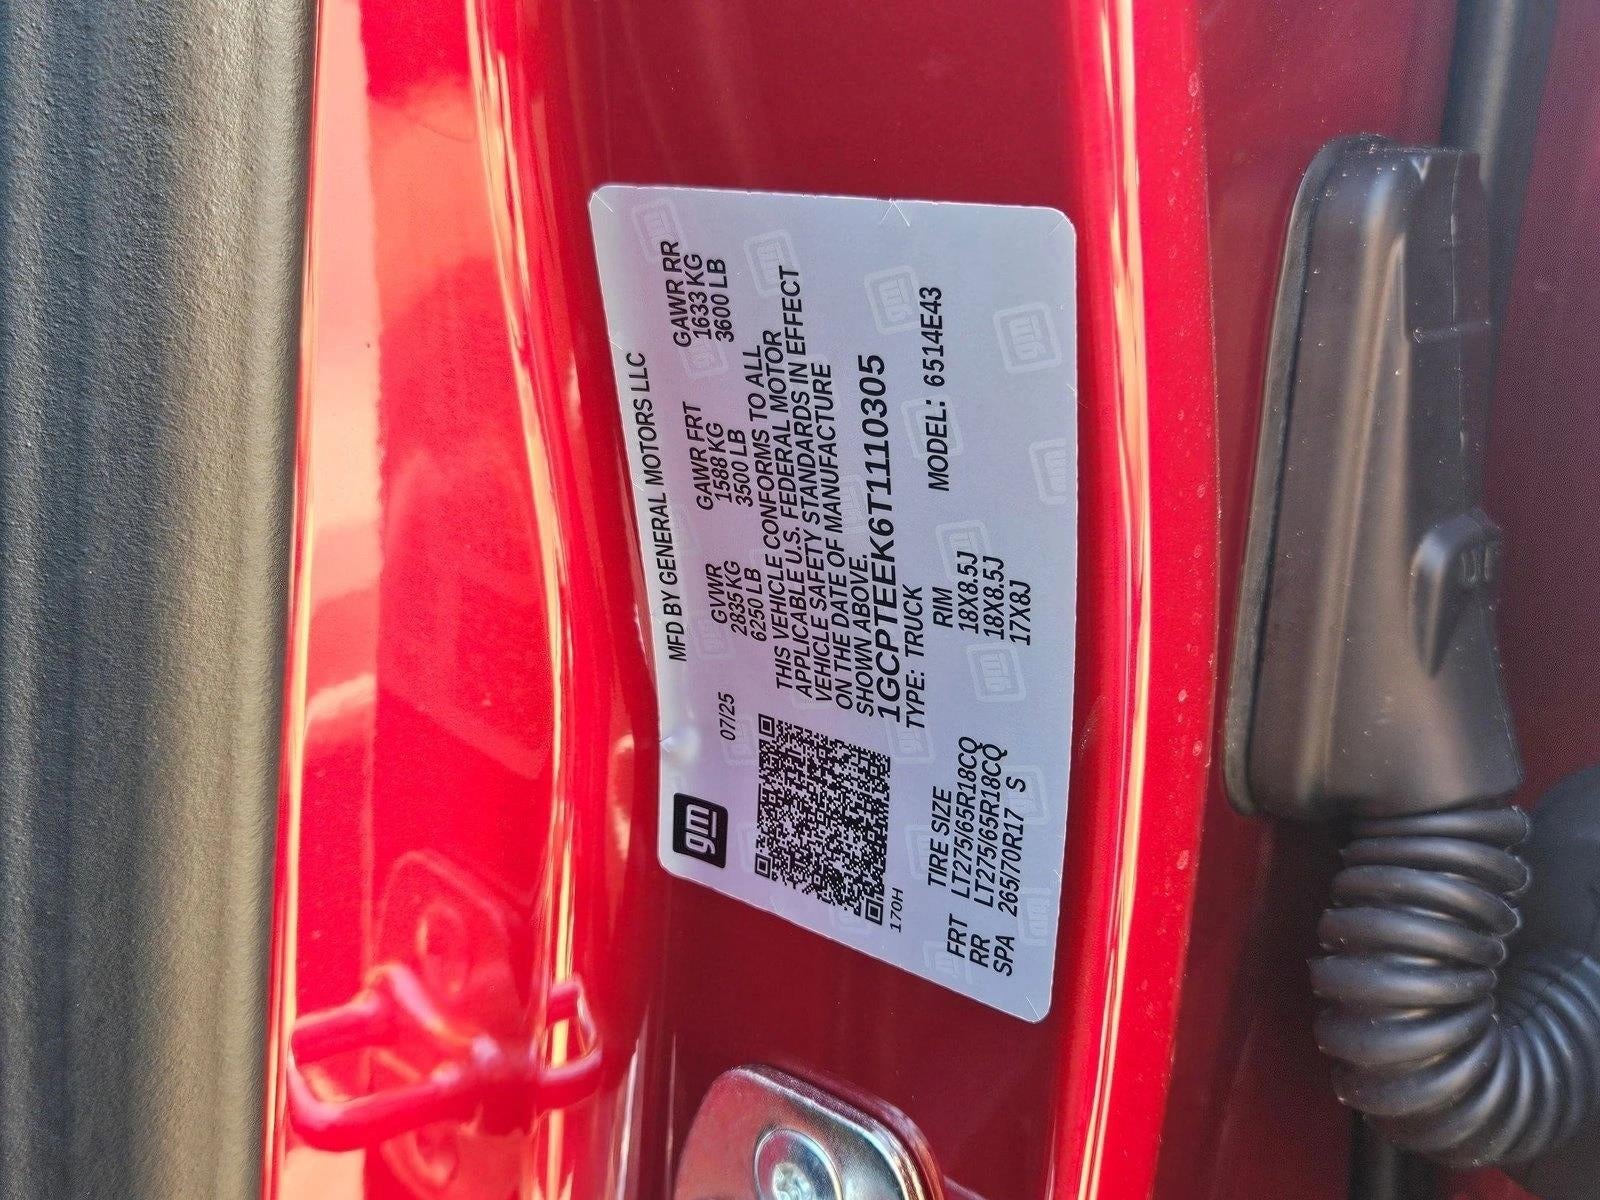 gm
MFD BY GENERAL MOTORS LLC
07/25
GVWR GAWR FRT GAWR RR
2835 KG 1588 KG 1633 KG
6250 LB 3500 LB 3600 LB
THIS VEHICLE CONFORMS TO ALL
APPLICABLE U.S. FEDERAL MOTOR
VEHICLE SAFETY STANDARDS IN EFFECT
ON THE DATE OF MANUFACTURE
SHOWN ABOVE.
1GCPTEEK6T1110305
TYPE: TRUCK MODEL: 6514E43
170H
TIRE SIZE RIM
FRT LT275/65R18CQ 18X8.5J
RR LT275/65R18CQ 18X8.5J
SPA 265/70R17 S 17X8J